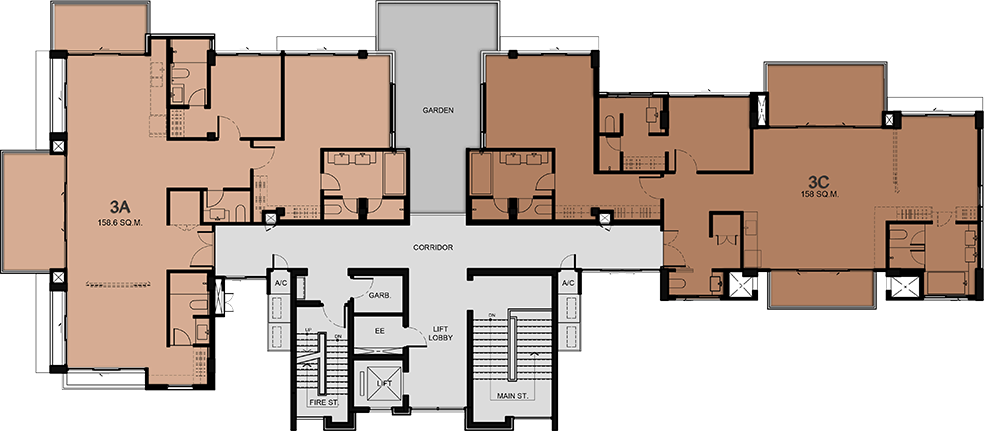 GARDEN
3A
158.6 SQ.M.
3C
158 SQ.M.
CORRIDOR
A/C
GARB.
A/C
UP
DN
EE
LIFT
LOBBY
DN
LIFT
FIRE ST.
MAIN ST.